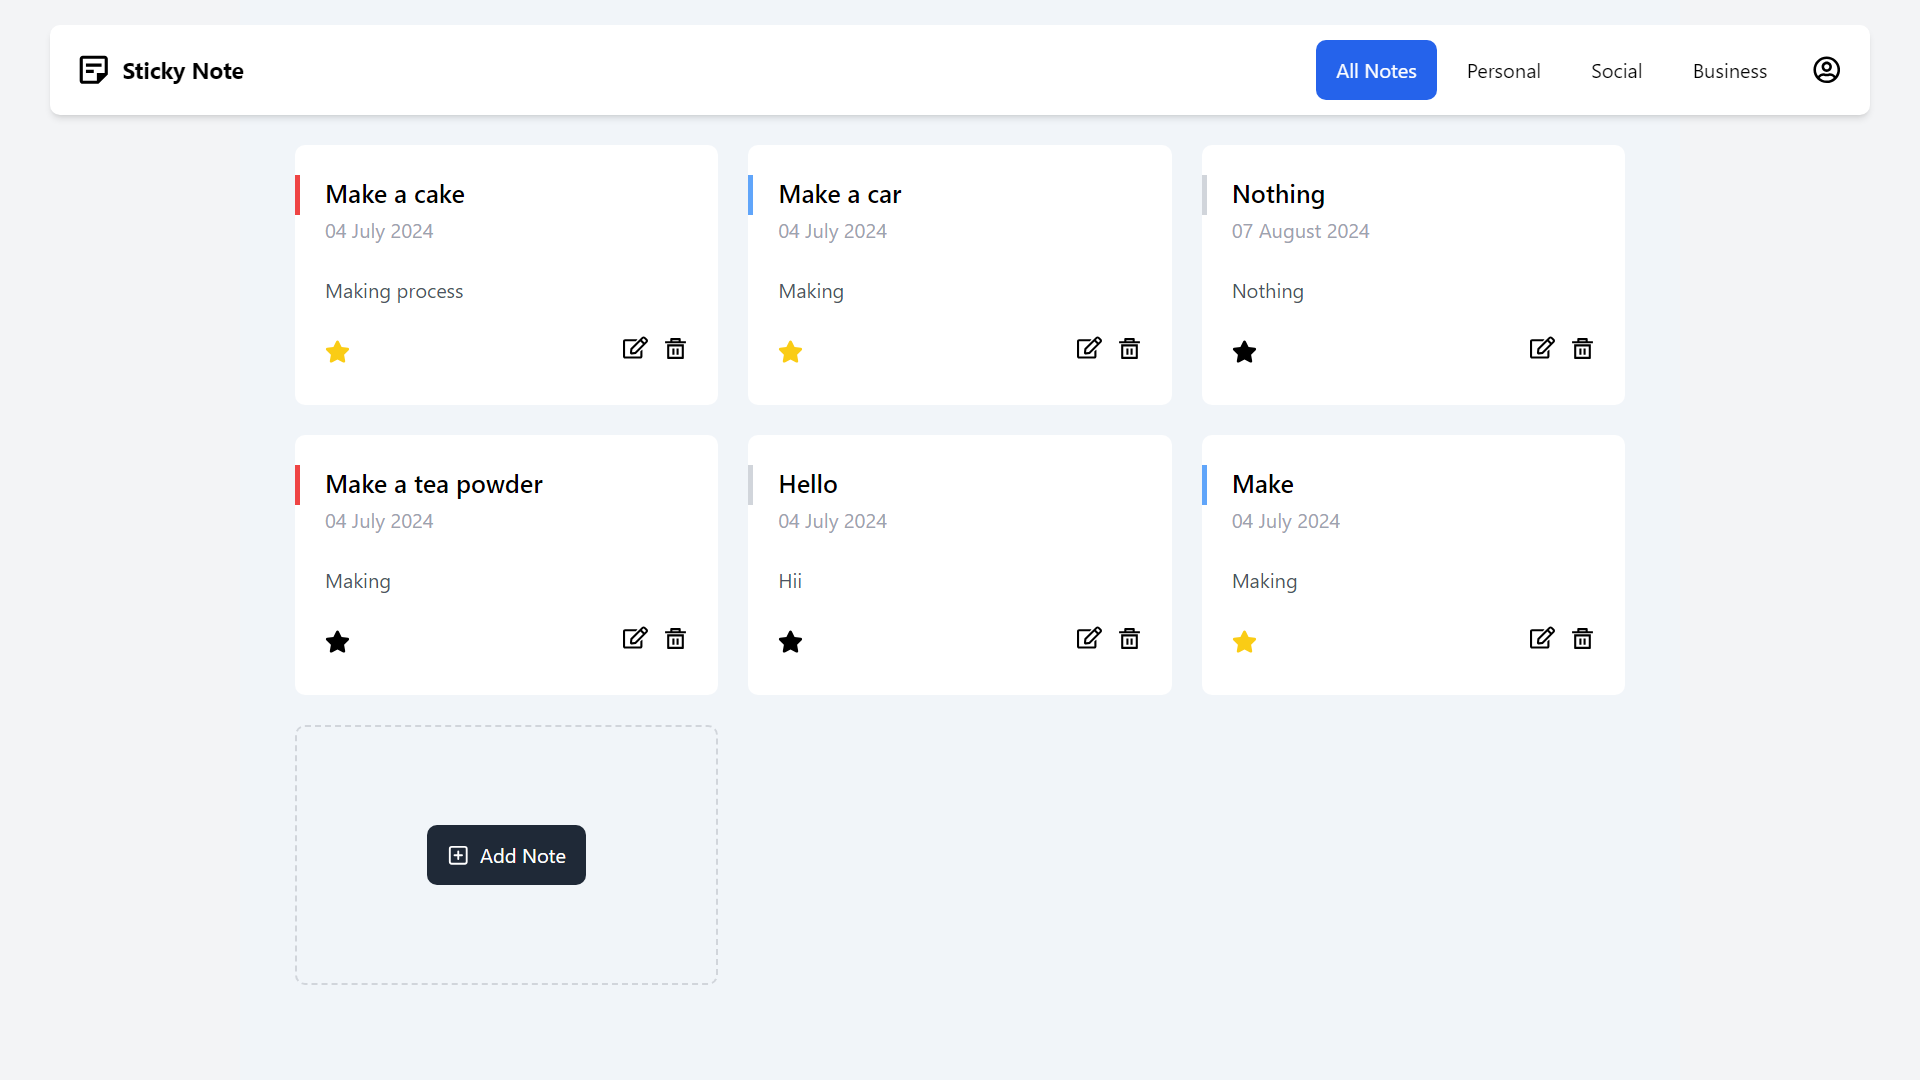 Sticky Note
All Notes
Personal
Social
Business
Make a cake
04 July 2024
Making process
Make a car
04 July 2024
Making
Nothing
07 August 2024
Nothing
Make a tea powder
04 July 2024
Making
Hello
04 July 2024
Hii
Make
04 July 2024
Making
Add Note